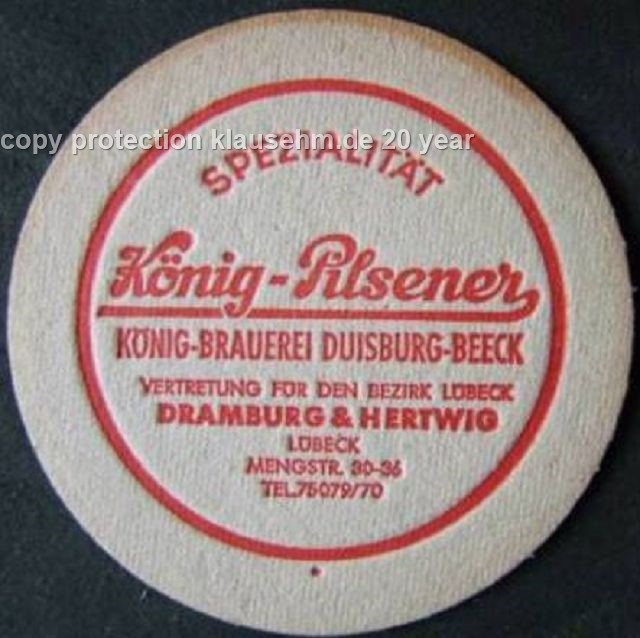 copy protection klausehm.de 20 year
SPEZIALITÄT
König-Pilsener
KÖNIG-BRAUEREI DUISBURG-BEECK
VERTRETUNG FÜR DEN BEZIRK LÜBECK
DRAMBURG & HERTWIG
LÜBECK
MENGSTR. 30-36
TEL.75079/70